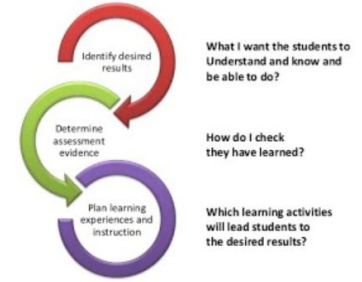 Identify desired
results
What I want the students to
Understand and know and
be able to do?
Determine
assessment
evidence
How do I check
they have learned?
Plan learning
experiences and
instruction
Which learning activities
will lead students to
the desired results?